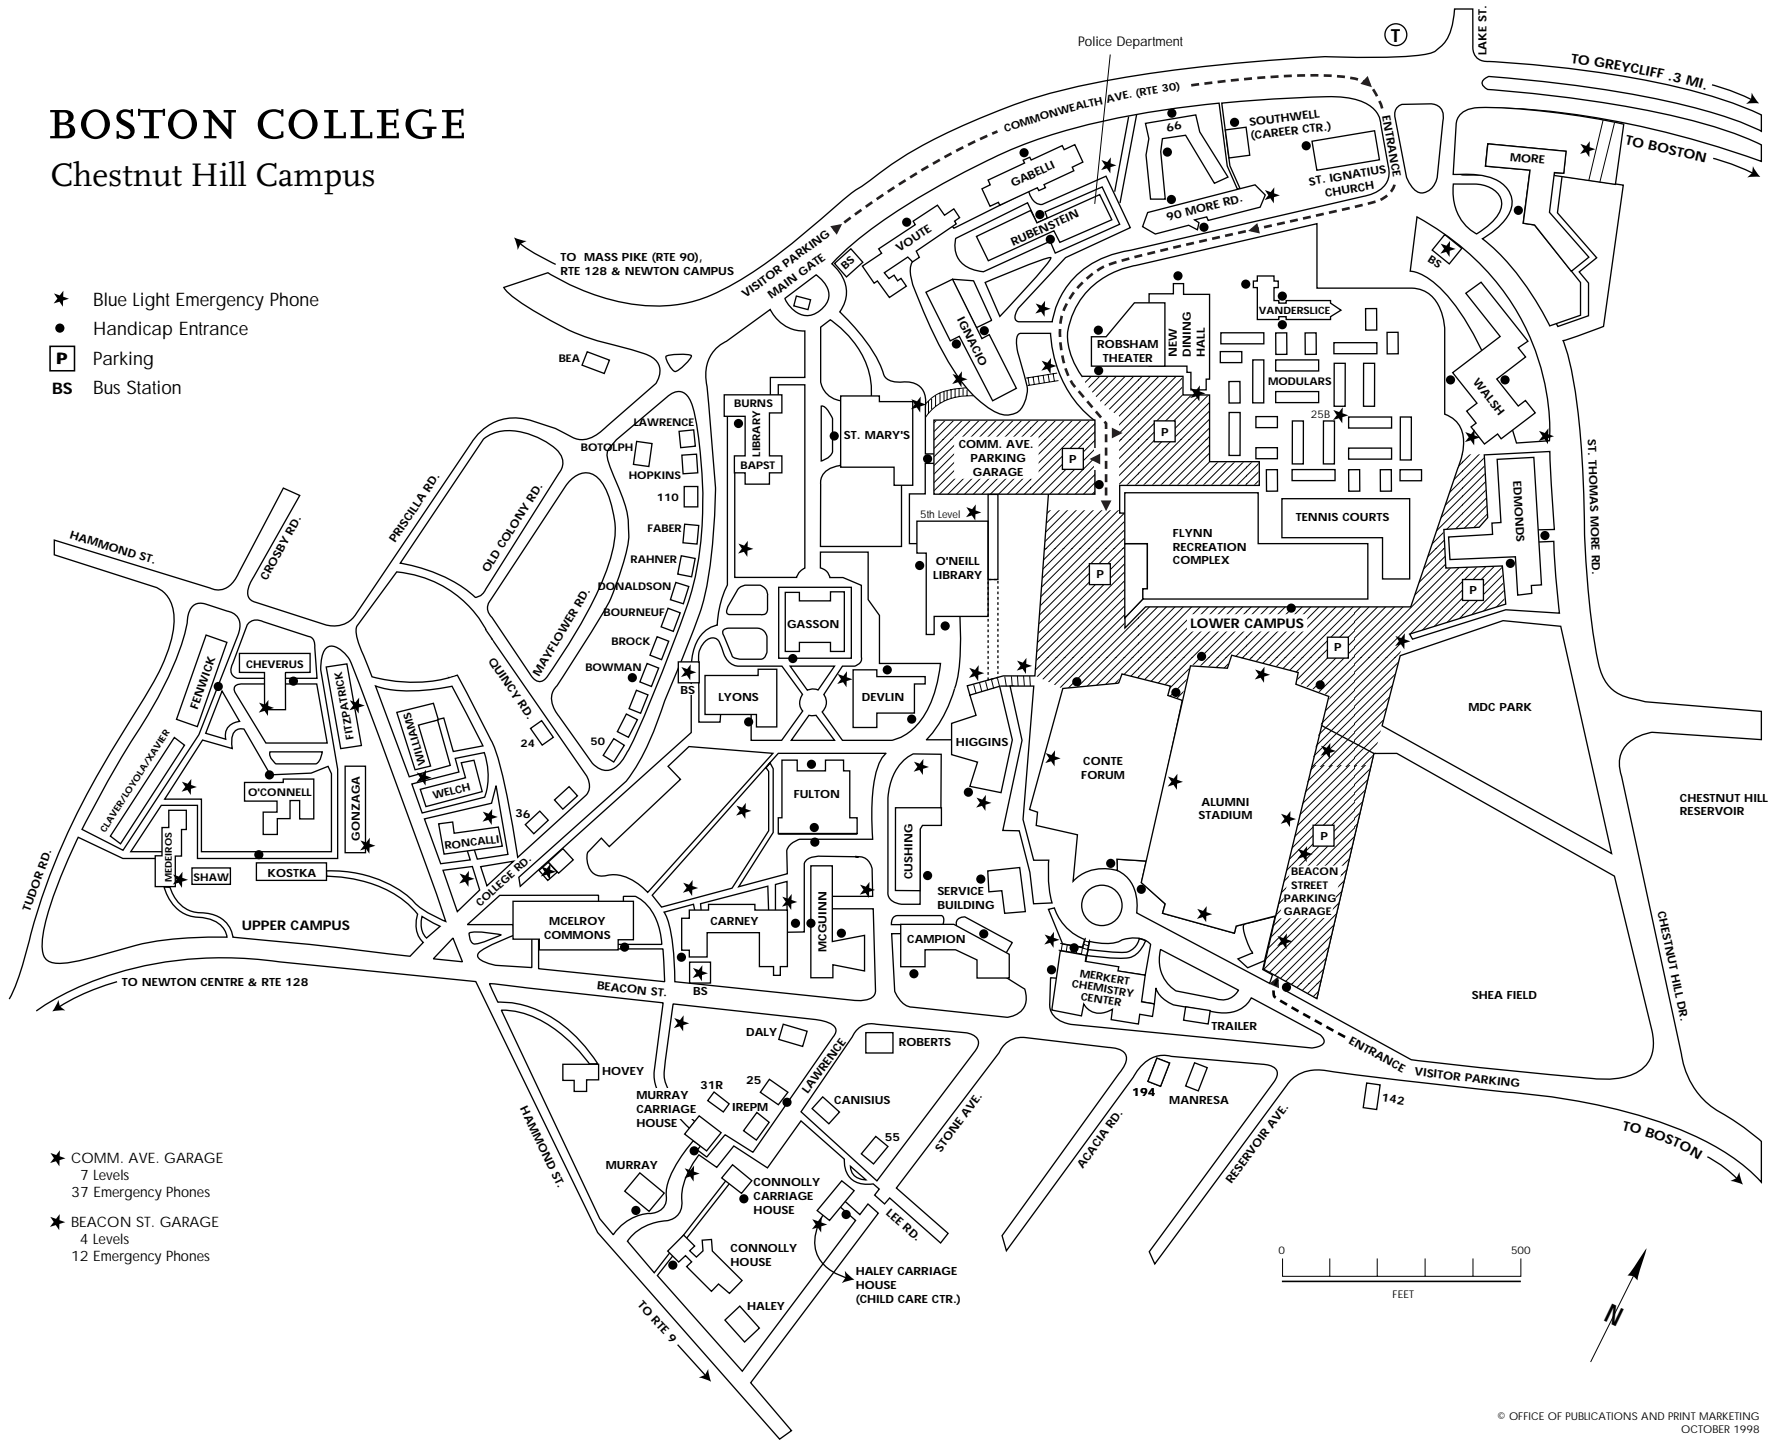 Police Department
T
LAKE ST.
TO GREYCLIFF .3 MI.
TO BOSTON
COMMONWEALTH AVE. (RTE 30)
ENTRANCE
BOSTON COLLEGE
Chestnut Hill Campus
66
SOUTHWELL
(CAREER CTR.)
ST. IGNATIUS
CHURCH
MORE
GABELLI
90 MORE RD.
RUBENSTEIN
VOUTE
BS
VISITOR PARKING
MAIN GATE
TO MASS PIKE (RTE 90),
RTE 128 & NEWTON CAMPUS
BS
Blue Light Emergency Phone
Handicap Entrance
P Parking
BS Bus Station
BEA
IGNACIO
ROBSHAM
THEATER
NEW
DINING
HALL
VANDERSLICE
MODULARS
25B
WALSH
ST. THOMAS MORE RD.
BURNS
LIBRARY
BAPST
ST. MARY'S
COMM. AVE.
PARKING
GARAGE
P
P
LAWRENCE
BOTOLPH
HOPKINS
110
FABER
RAHNER
DONALDSON
BOURNEUF
BROCK
BOWMAN
50
BS
5th Level
O'NEILL
LIBRARY
FLYNN
RECREATION
COMPLEX
TENNIS COURTS
EDMONDS
P
P
P
LOWER CAMPUS
HAMMOND ST.
CROSBY RD.
PRISCILLA RD.
OLD COLONY RD.
MAYFLOWER RD.
QUINCY RD.
24
36
GASSON
LYONS
DEVLIN
HIGGINS
MDC PARK
CONTE
FORUM
ALUMNI
STADIUM
P
BEACON
STREET
PARKING
GARAGE
CHESTNUT HILL
RESERVOIR
CHEVERUS
FENWICK
FITZPATRICK
CLAVER/LOYOLA/XAVIER
O'CONNELL
GONZAGA
WILLIAMS
WELCH
RONCALLI
MEDEIROS
SHAW
KOSTKA
TUDOR RD.
UPPER CAMPUS
COLLEGE RD.
FULTON
CUSHING
MCELROY
COMMONS
CARNEY
MCGUINN
SERVICE
BUILDING
CAMPION
BS
BEACON ST.
TO NEWTON CENTRE & RTE 128
MERKERT
CHEMISTRY
CENTER
TRAILER
SHEA FIELD
CHESTNUT HILL DR.
ENTRANCE
VISITOR PARKING
142
TO BOSTON
DALY
ROBERTS
LAWRENCE
HOVEY
31R
25
IREPM
MURRAY
CARRIAGE
HOUSE
CANISIUS
55
STONE AVE.
ACACIA RD.
194
MANRESA
RESERVOIR AVE.
HAMMOND ST.
MURRAY
CONNOLLY
CARRIAGE
HOUSE
LEE RD.
CONNOLLY
HOUSE
HALEY CARRIAGE
HOUSE
(CHILD CARE CTR.)
HALEY
TO RTE 9
COMM. AVE. GARAGE
7 Levels
37 Emergency Phones
BEACON ST. GARAGE
4 Levels
12 Emergency Phones
0 500
FEET
N
© OFFICE OF PUBLICATIONS AND PRINT MARKETING
OCTOBER 1998